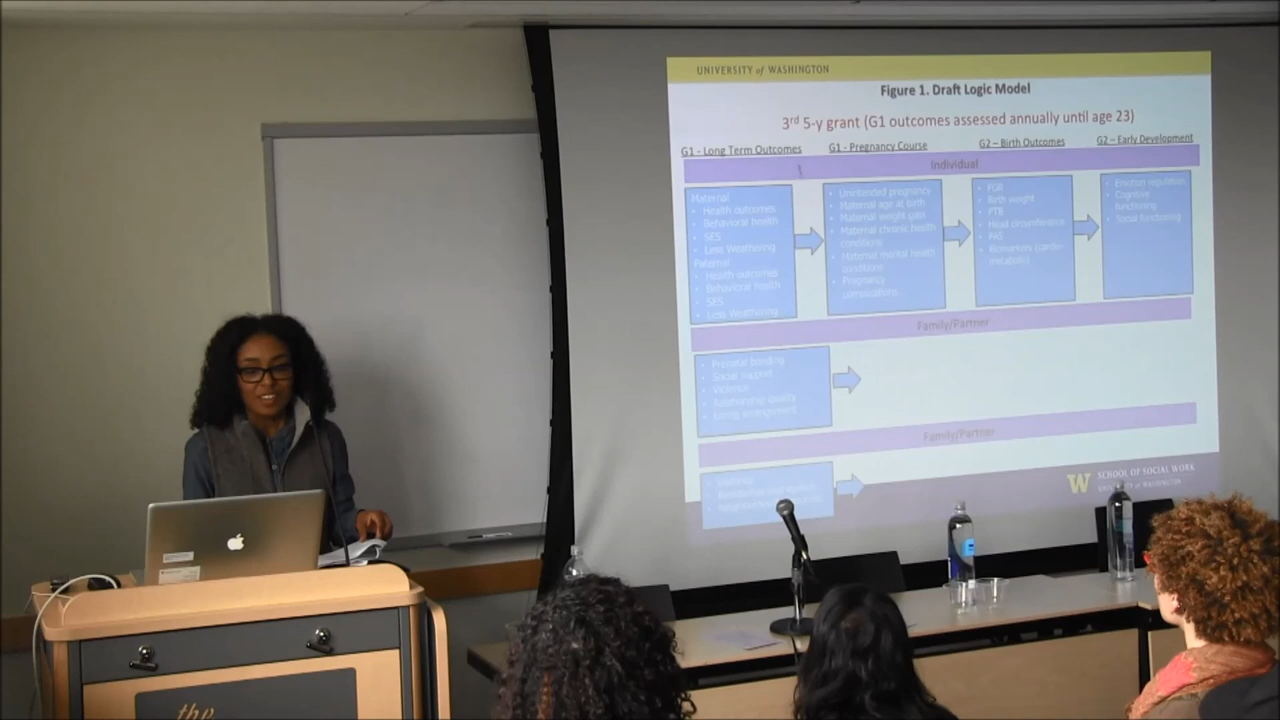 UNIVERSITY of WASHINGTON
Figure 1. Draft Logic Model
3rd 5-y grant (G1 outcomes assessed annually until age 23)
G1 - Long Term Outcomes
G1 - Pregnancy Course
G2 – Birth Outcomes
G2 – Early Development
Individual
Maternal
• Health outcomes
• Behavioral health
• SES
• Less Weathering
Paternal
• Health outcomes
• Behavioral health
• SES
• Less Weathering
• Unintended pregnancy
• Maternal age at birth
• Maternal weight gain
• Maternal chronic health
conditions
• Maternal mental health
conditions
• Pregnancy
complications
• FGR
• Birth weight
• PTB
• Head circumference
• FAS
• Biomarkers (cardio-
metabolic)
• Emotion regulation
• Cognitive
functioning
• Social functioning
Family/Partner
• Prenatal bonding
• Social support
• Violence
• Relationship quality
• Living arrangement
Family/Partner
W SCHOOL OF SOCIAL WORK
UNIVERSITY of WASHINGTON
the